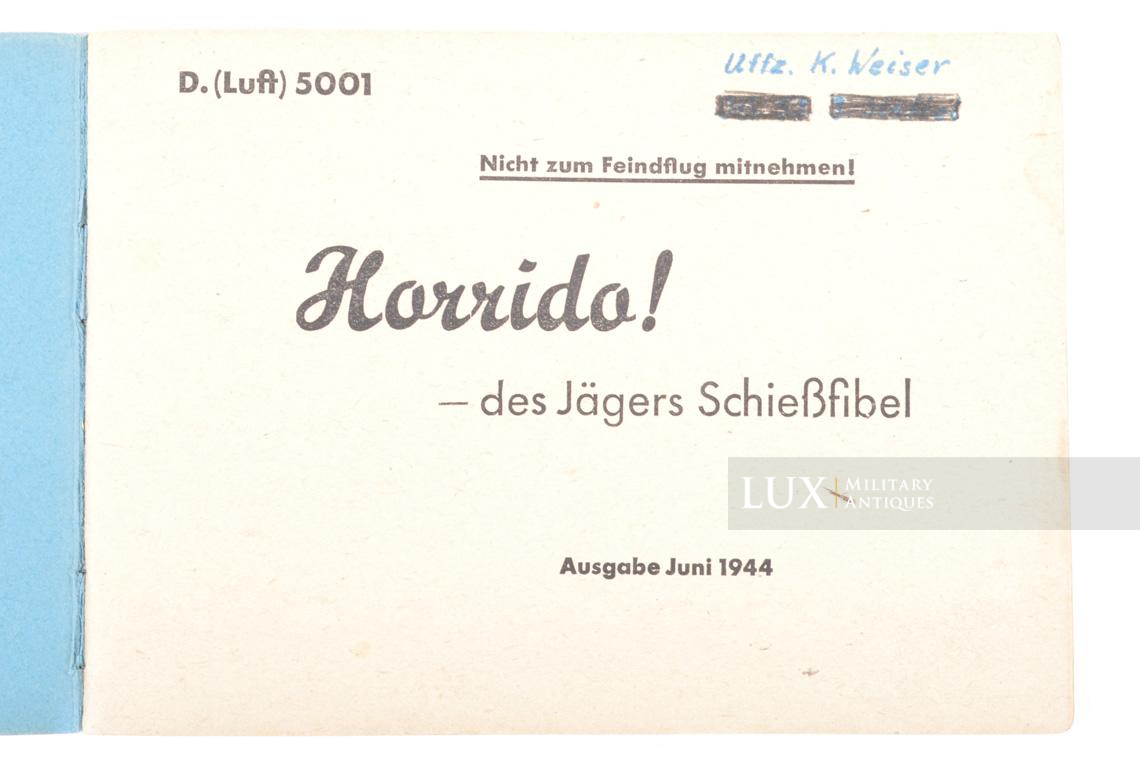 D.(Luft) 5001
Uffz. K. Weiser
Nicht zum Feindflug mitnehmen!
Horrido!
– des Jägers Schießfibel
LUX MILITARY ANTIQUES
Ausgabe Juni 1944